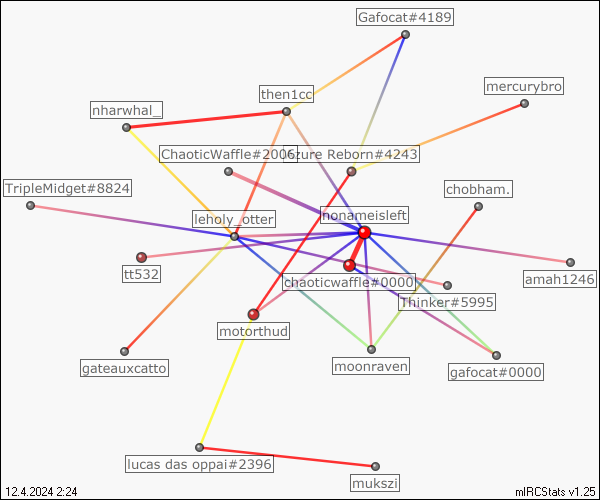 Gafocat#4189
mercurybro
then1cc
nharwhal_
ChaoticWaffle#2006
zure Reborn#4243
TripleMidget#8824
chobham.
leholy_otter
nonameisleft
tt532
chaoticwaffle#0000
amah1246
Thinker#5995
motorthud
gateauxcatto
moonraven
gafocat#0000
lucas das oppai#2396
mukszi
12.4.2024 2:24
mIRCStats v1.25